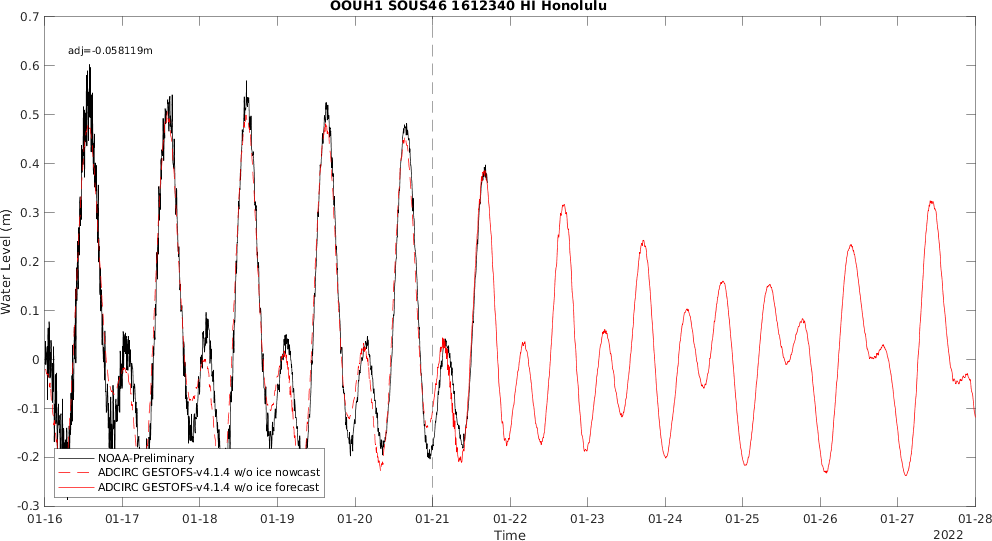 OOUH1 SOUS46 1612340 HI Honolulu
0.7
adj=-0.058119m
0.6
0.5
0.4
0.3
0.2
0.1
0
-0.1
-0.2
-0.3
Water Level (m)
NOAA-Preliminary
ADCIRC GESTOFS-v4.1.4 w/o ice nowcast
ADCIRC GESTOFS-v4.1.4 w/o ice forecast
01-16 01-17 01-18 01-19 01-20 01-21 01-22 01-23 01-24 01-25 01-26 01-27 01-28
Time
2022